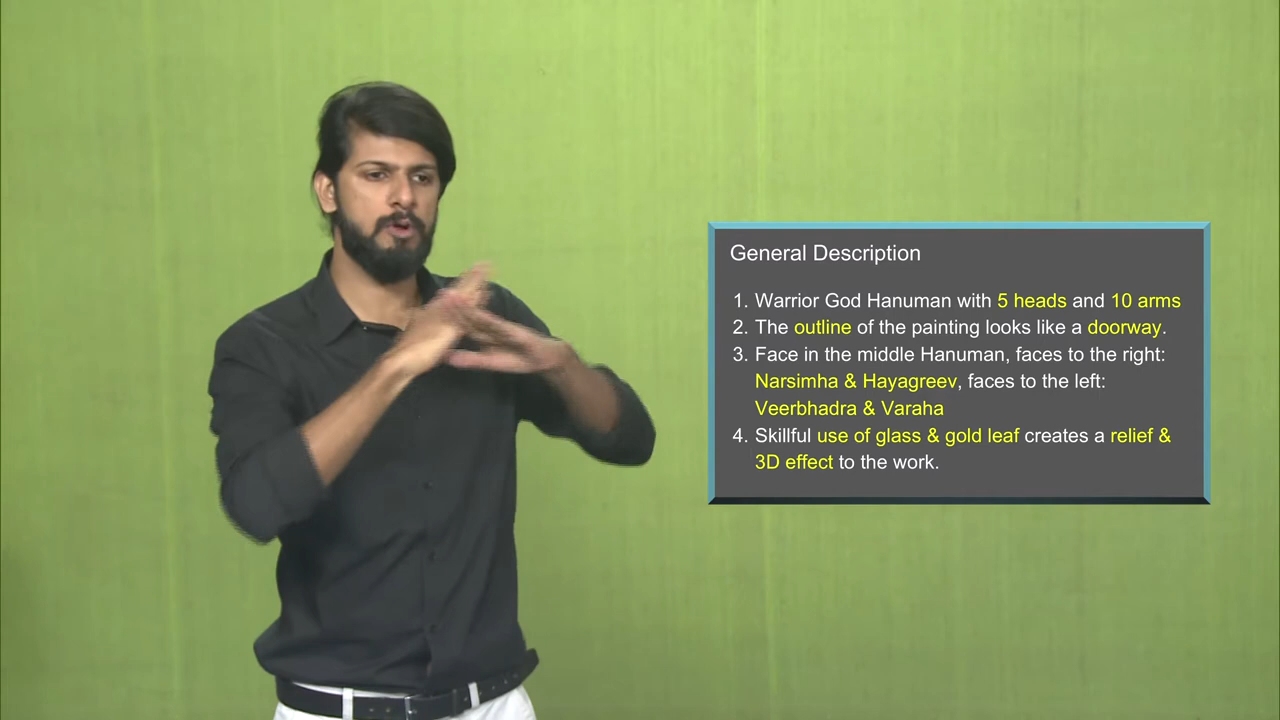 General Description
1. Warrior God Hanuman with 5 heads and 10 arms
2. The outline of the painting looks like a doorway.
3. Face in the middle Hanuman, faces to the right:
Narsimha & Hayagreev, faces to the left:
Veerbhadra & Varaha
4. Skillful use of glass & gold leaf creates a relief &
3D effect to the work.